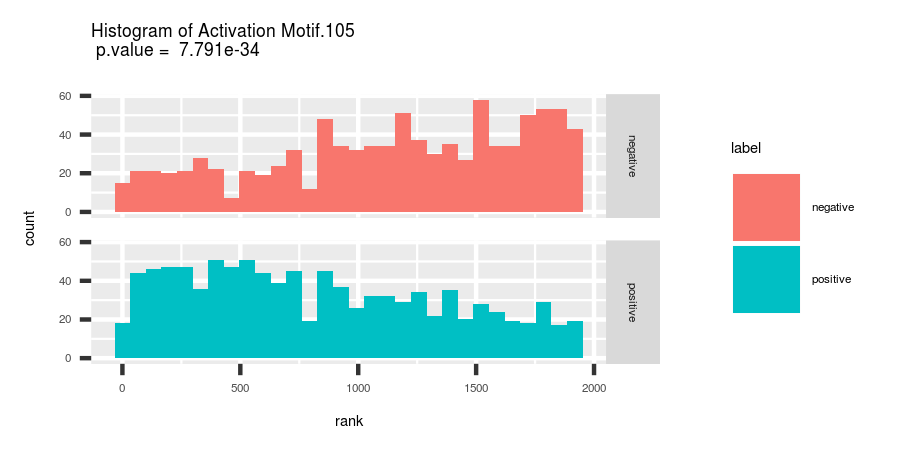 Histogram of Activation Motif.105
p.value =  7.791e-34
60
40
20
0
negative
60
40
20
0
positive
0
500
1000
1500
2000
rank
count
label
negative
positive